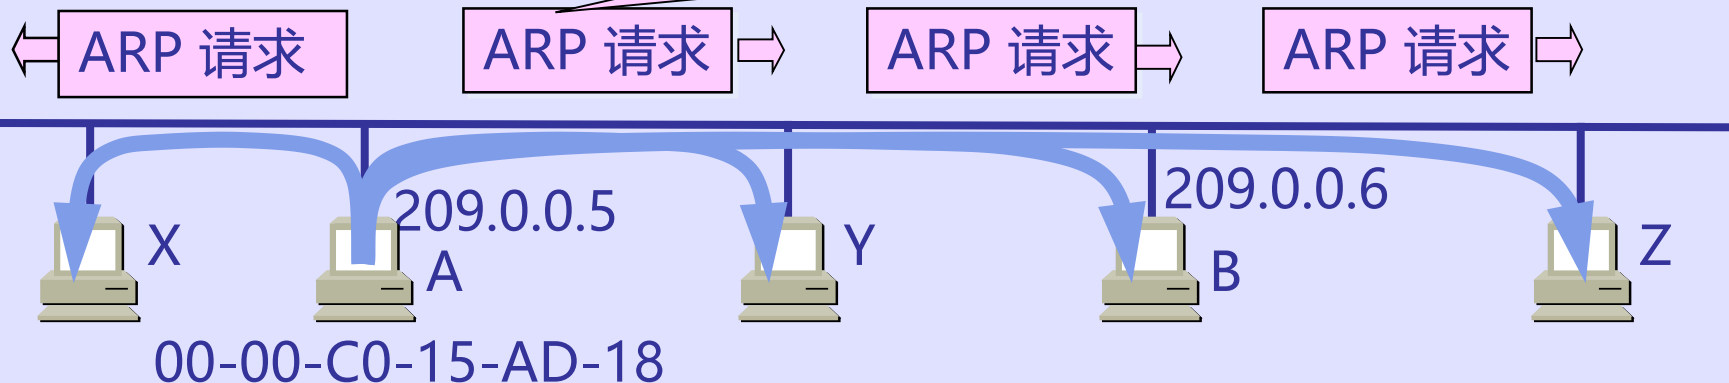 ARP 请求
ARP 请求
ARP 请求
ARP 请求
209.0.0.5
209.0.0.6
X
A
Y
B
Z
00-00-C0-15-AD-18